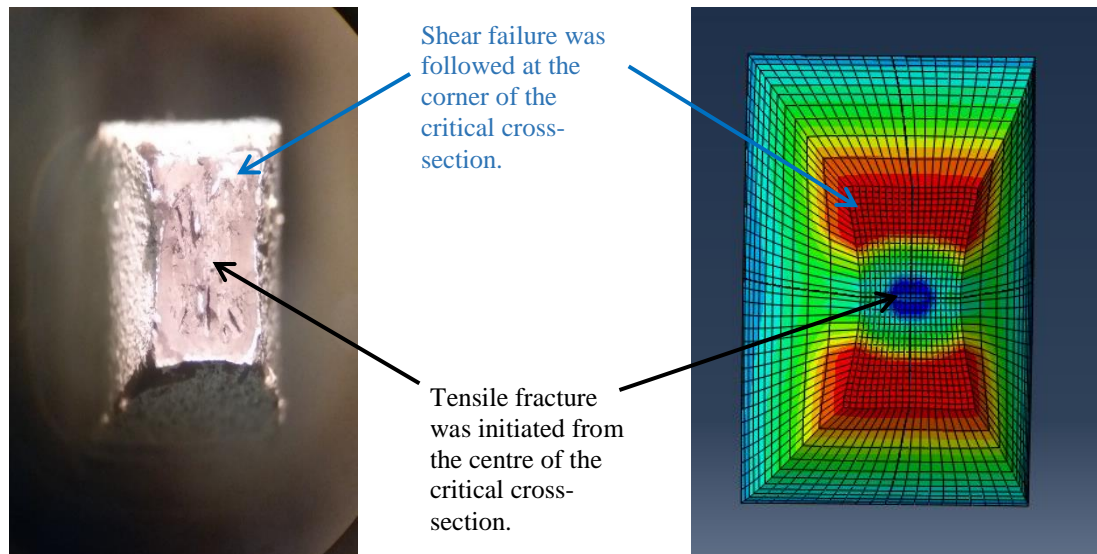 Shear failure was
followed at the
corner of the
critical cross-
section.
Tensile fracture
was initiated from
the centre of the
critical cross-
section.